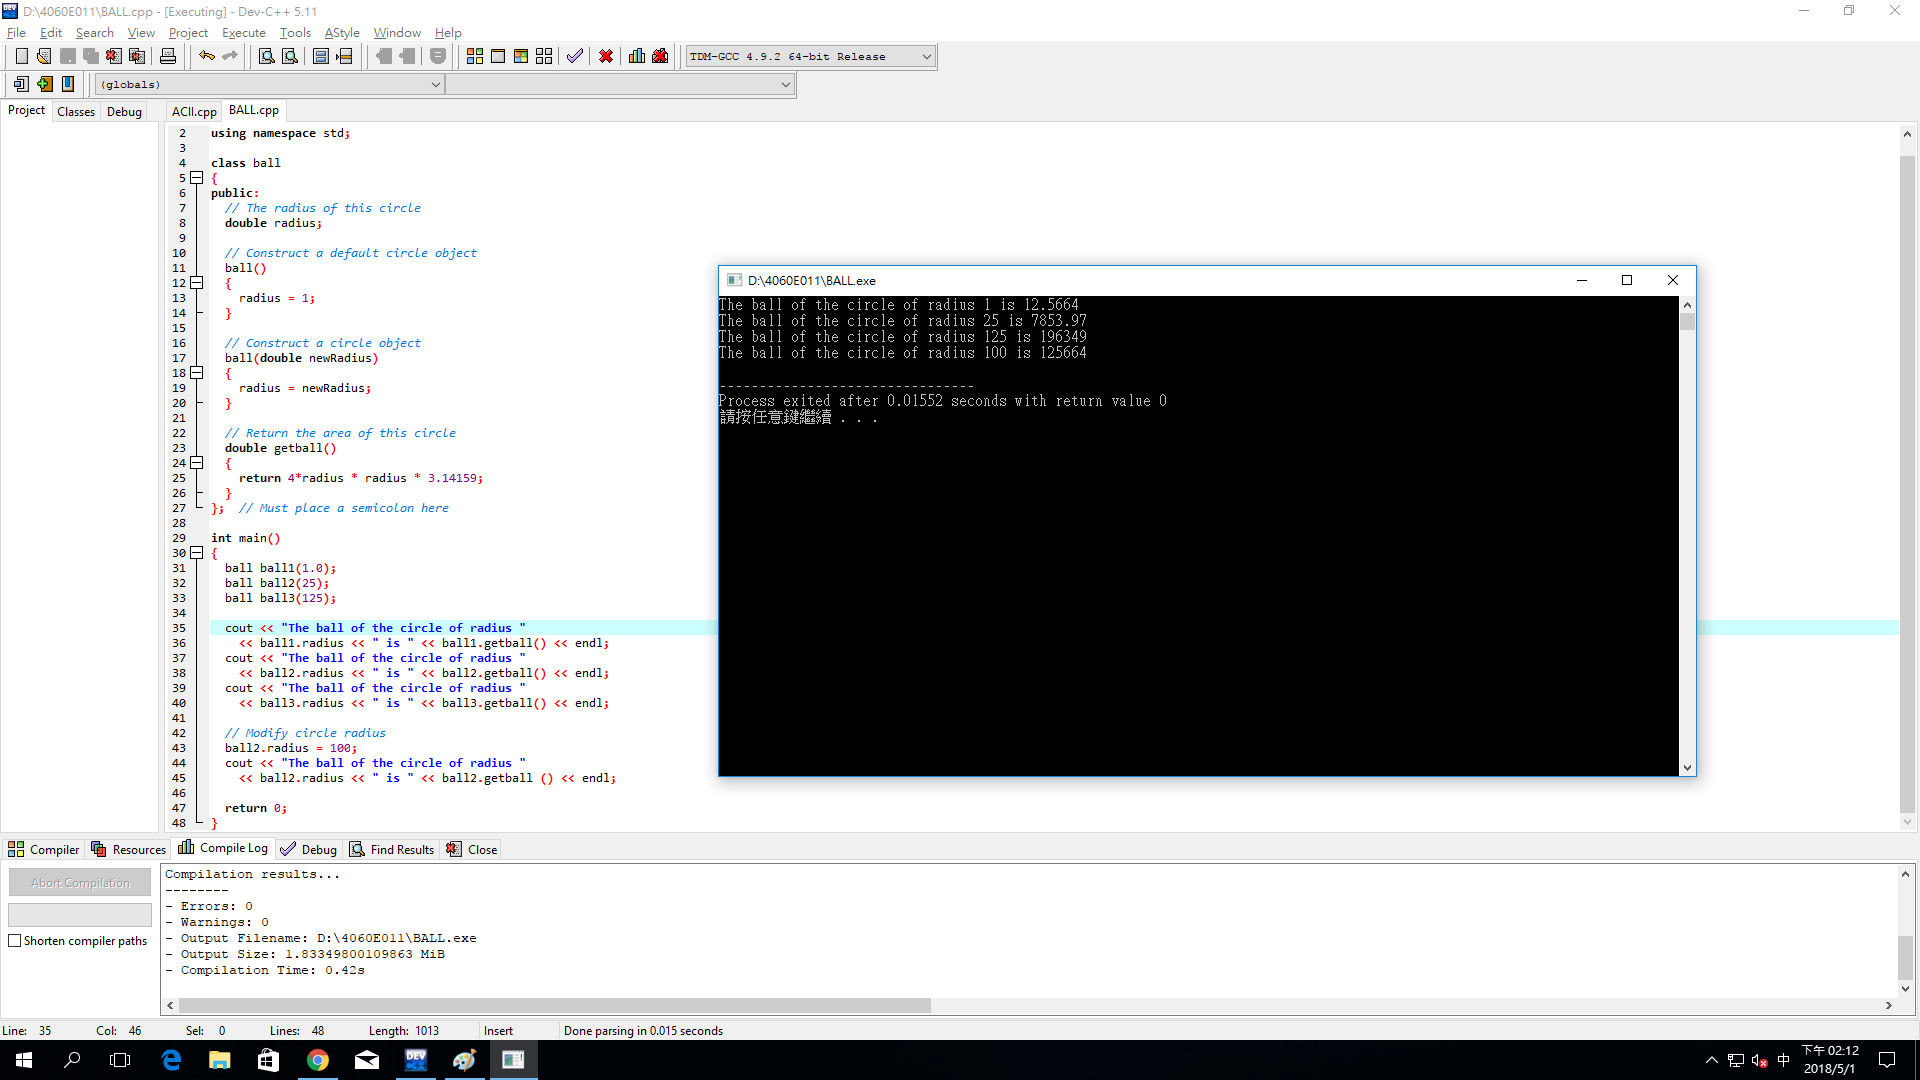 D:\4060E011\BALL.cpp - [Executing] - Dev-C++ 5.11
File Edit Search View Project Execute Tools AStyle Window Help
TDM-GCC 4.9.2 64-bit Release
(globals)
Project Classes Debug ACII.cpp BALL.cpp
2 using namespace std;
3
4 class ball
5 {
6 public:
7 // The radius of this circle
8 double radius;
9
10 // Construct a default circle object
11 ball()
12 {
13 radius = 1;
14 }
15
16 // Construct a circle object
17 ball(double newRadius)
18 {
19 radius = newRadius;
20 }
21
22 // Return the area of this circle
23 double getball()
24 {
25 return 4*radius * radius * 3.14159;
26 }
27 }; // Must place a semicolon here
28
29 int main()
30 {
31 ball ball1(1.0);
32 ball ball2(25);
33 ball ball3(125);
34
35 cout << "The ball of the circle of radius "
36 << ball1.radius << " is " << ball1.getball() << endl;
37 cout << "The ball of the circle of radius "
38 << ball2.radius << " is " << ball2.getball() << endl;
39 cout << "The ball of the circle of radius "
40 << ball3.radius << " is " << ball3.getball() << endl;
41
42 // Modify circle radius
43 ball2.radius = 100;
44 cout << "The ball of the circle of radius "
45 << ball2.radius << " is " << ball2.getball () << endl;
46
47 return 0;
48 }
D:\4060E011\BALL.exe
The ball of the circle of radius 1 is 12.5664
The ball of the circle of radius 25 is 7853.97
The ball of the circle of radius 125 is 196349
The ball of the circle of radius 100 is 125664
--------------------------------
Process exited after 0.01552 seconds with return value 0
請按任意鍵繼續 . . .
Compiler Resources Compile Log Debug Find Results Close
Abort Compilation
Shorten compiler paths
Compilation results...
--------
- Errors: 0
- Warnings: 0
- Output Filename: D:\4060E011\BALL.exe
- Output Size: 1.83349800109863 MiB
- Compilation Time: 0.42s
Line: 35 Col: 46 Sel: 0 Lines: 48 Length: 1013 Insert Done parsing in 0.015 seconds
DEV
中
下午 02:12
2018/5/1